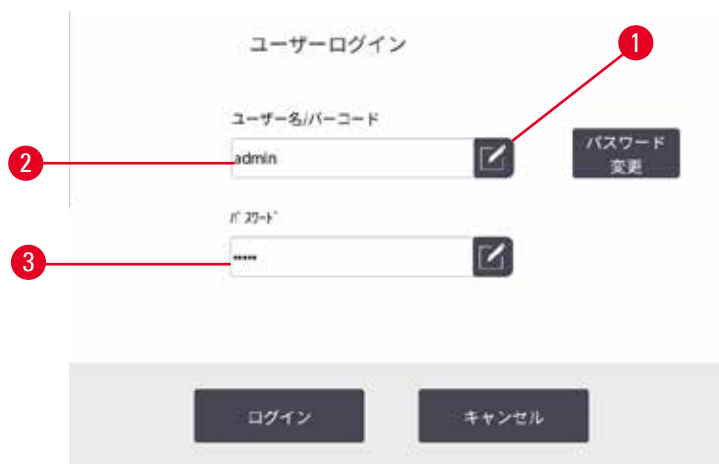 ユーザーログイン
1
ユーザー名/バーコード
2
admin
パスワード
変更
ﾊﾟｽﾜｰﾄﾞ
3
•••••
ログイン
キャンセル